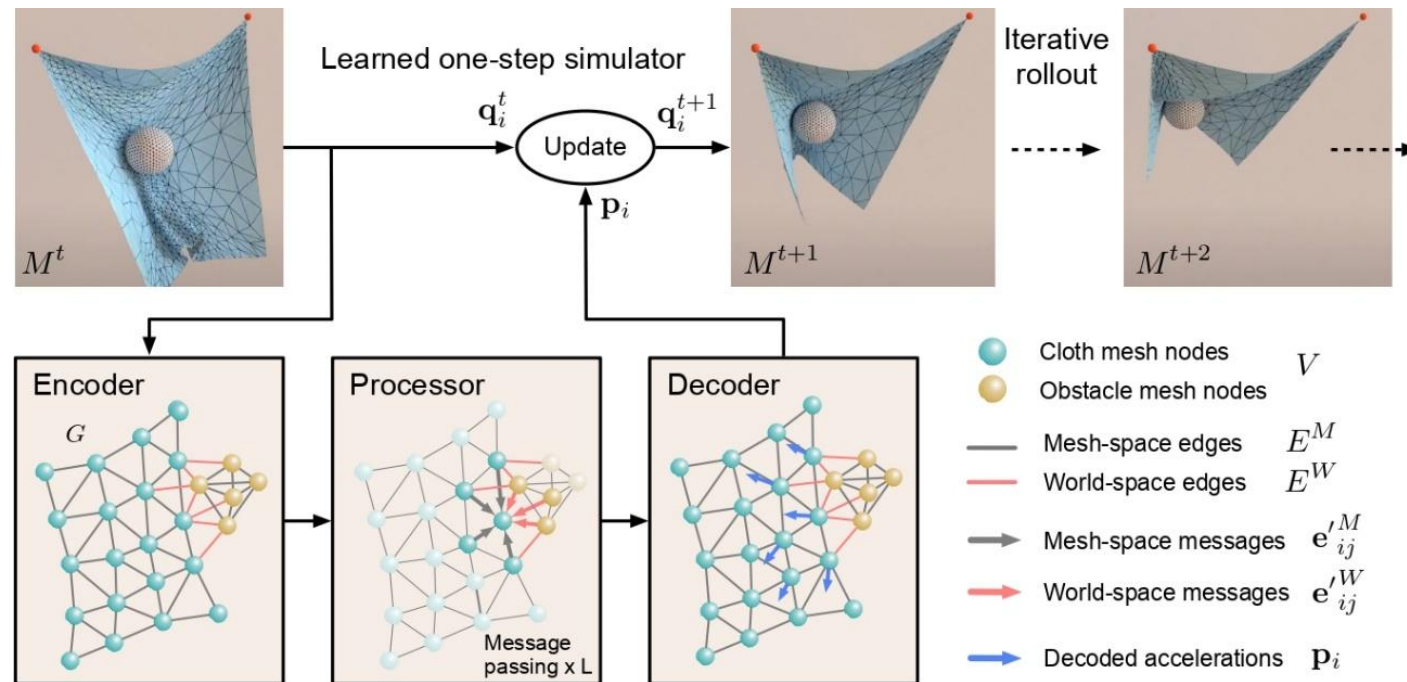 Learned one-step simulator
Iterative
rollout
q_i^t
q_i^{t+1}
Update
p_i
M^t
M^{t+1}
M^{t+2}
Encoder
G
Processor
Message
passing x L
Decoder
Cloth mesh nodes
V
Obstacle mesh nodes
Mesh-space edges E^M
World-space edges E^W
Mesh-space messages e'_{ij}^M
World-space messages e'_{ij}^W
Decoded accelerations p_i